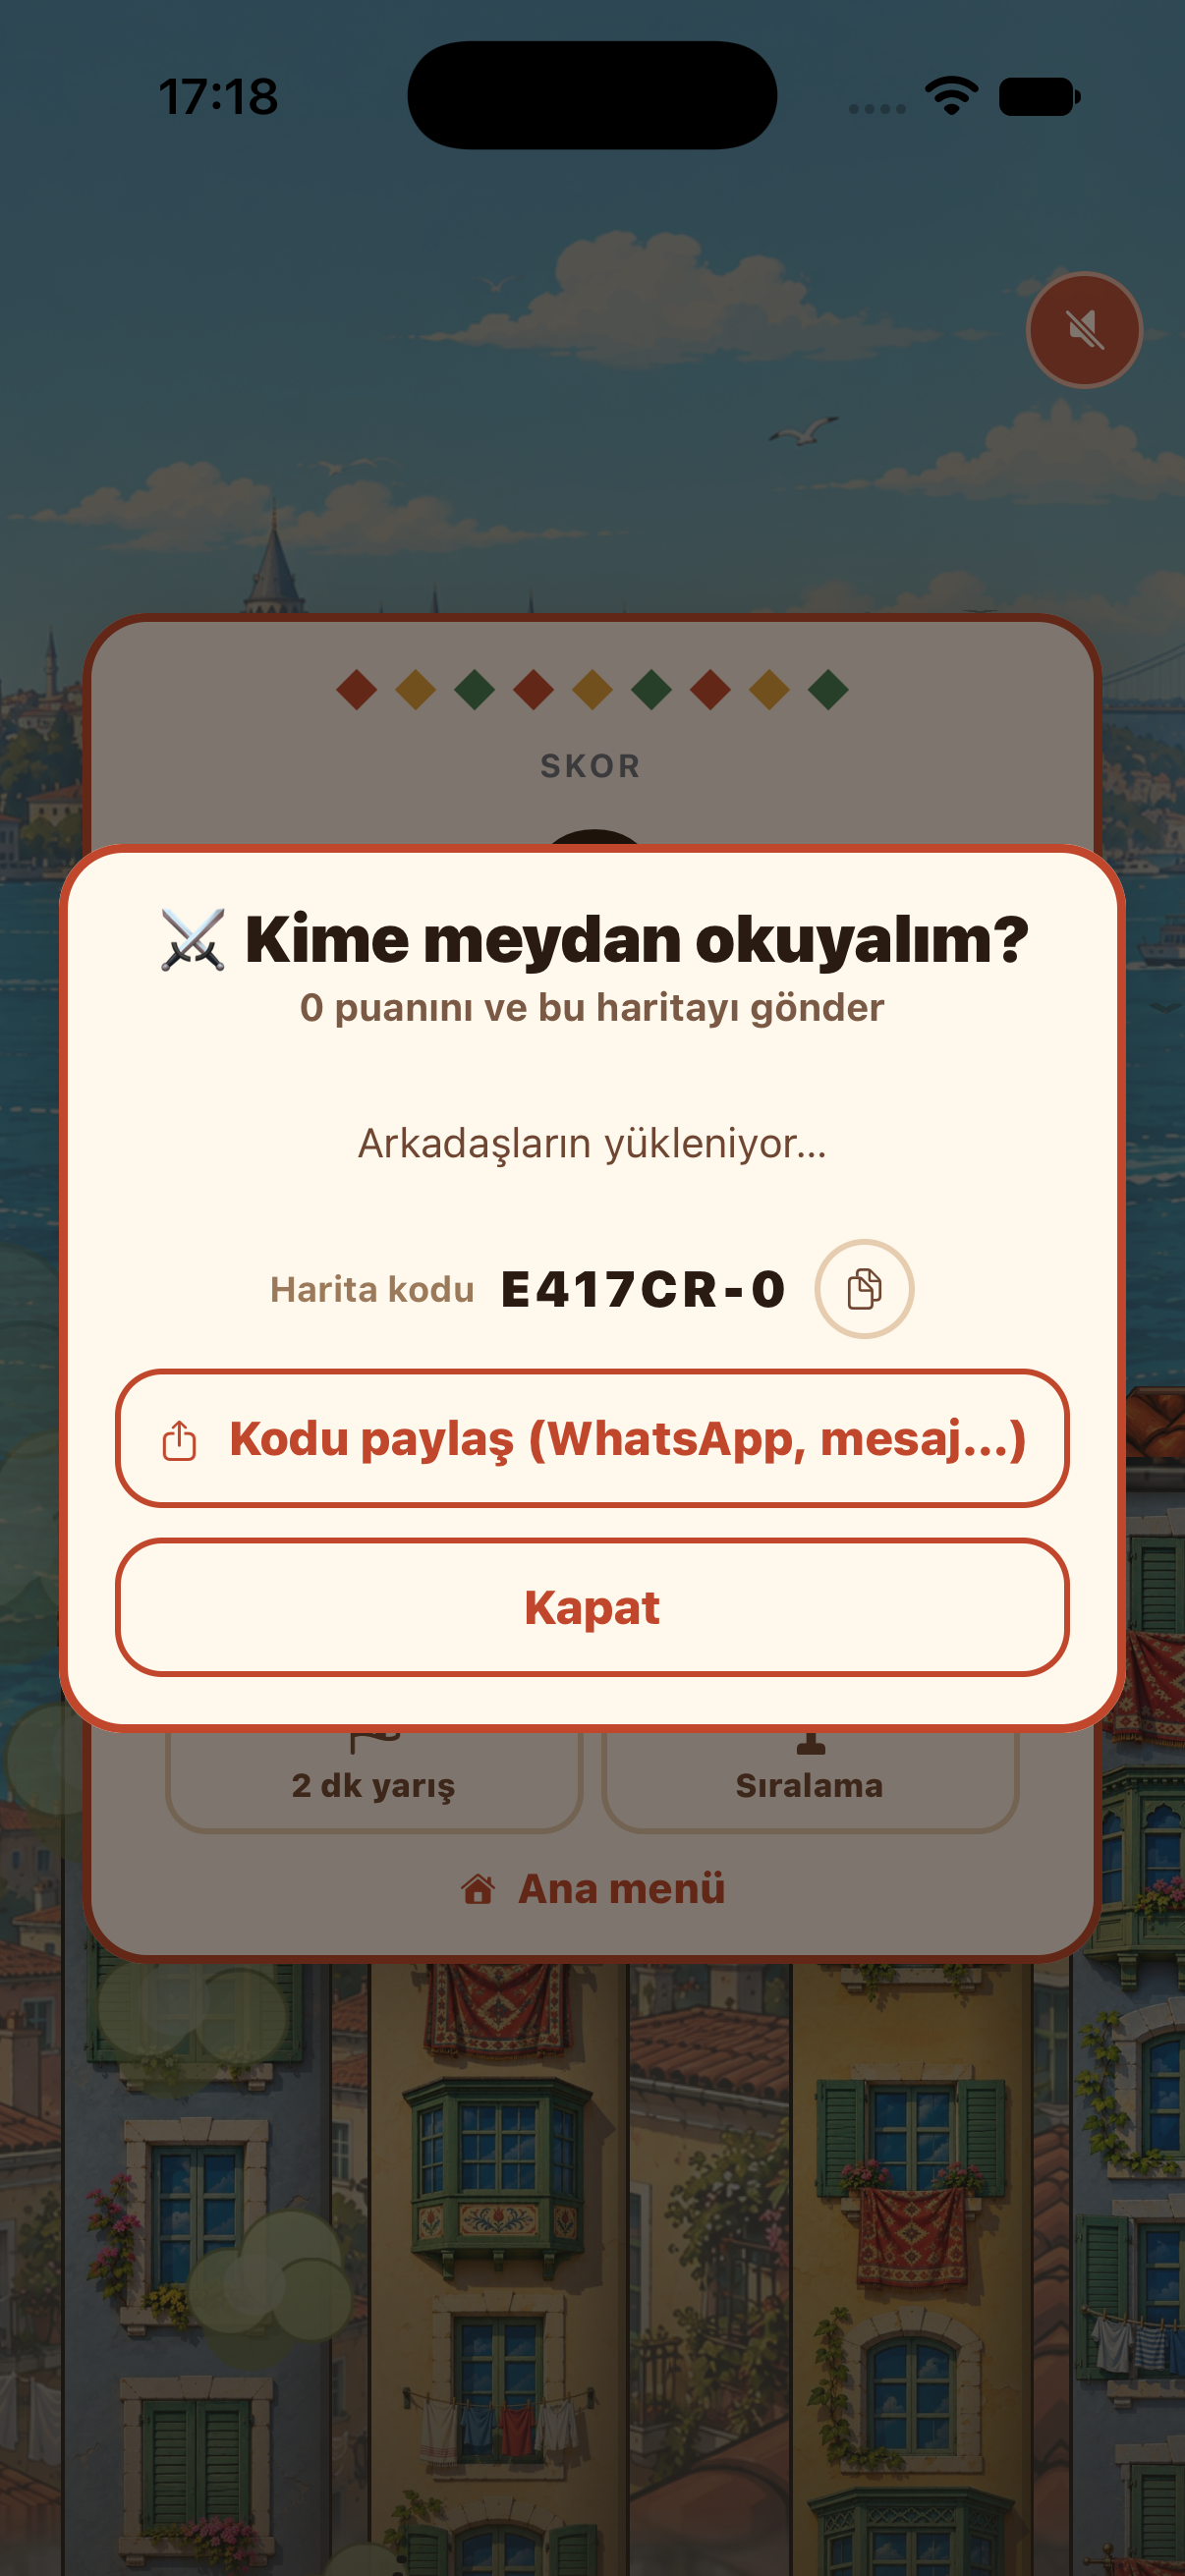 17:18
SKOR
Kime meydan okuyalım?
0 puanını ve bu haritayı gönder
Arkadaşların yükleniyor...
Harita kodu E417CR-0
Kodu paylaş (WhatsApp, mesaj...)
Kapat
2 dk yarış
Sıralama
Ana menü